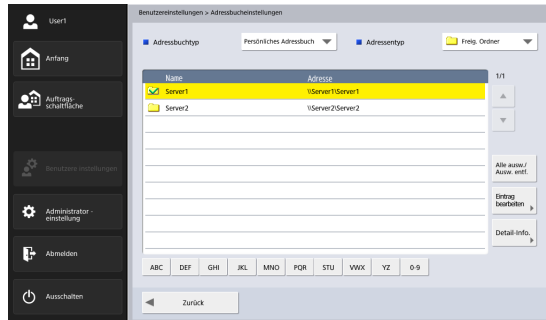 User1
Benutzereinstellungen > Adressbucheinstellungen
Adressbuchtyp
Persönliches Adressbuch
Adressentyp
Freig. Ordner
Anfang
Name
Adresse
1/1
Server1
\\Server1\Server1
Server2
\\Server2\Server2
Auftrags-
schaltfläche
Benutzere instellungen
Alle ausw./
Ausw. entf.
Eintrag
bearbeiten
Administrator -
einstellung
Detail-Info.
Abmelden
ABC DEF GHI JKL MNO PQR STU VWX YZ 0-9
Ausschalten
Zurück